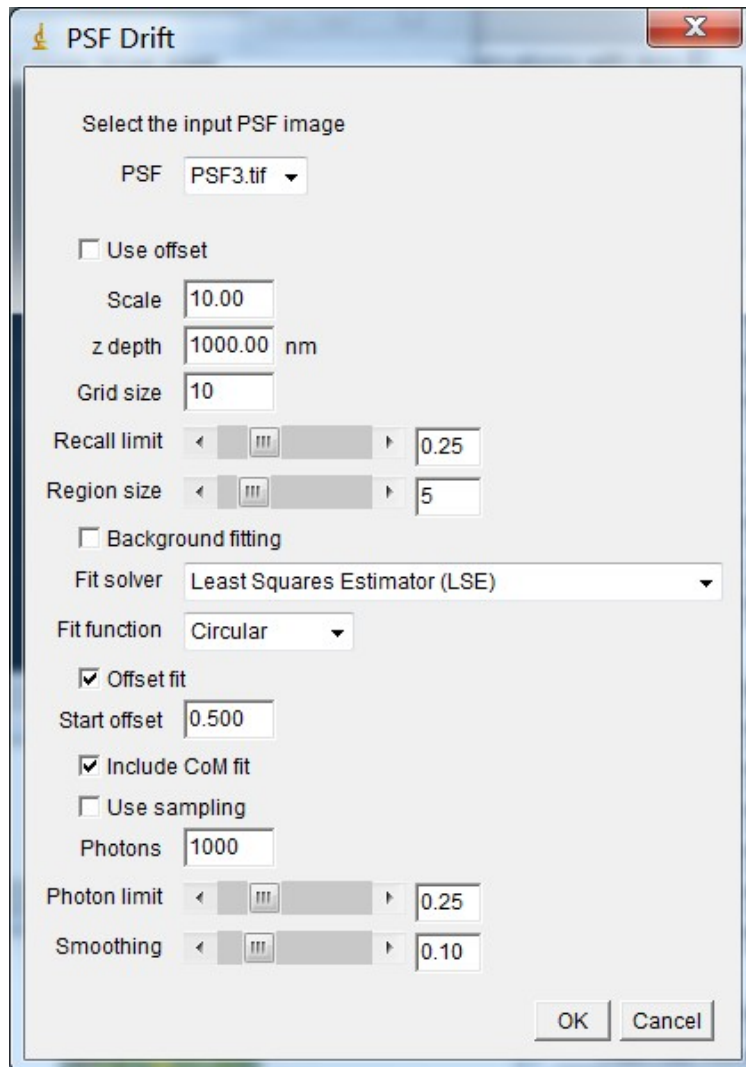 PSF Drift
Select the input PSF image
PSF PSF3.tif
Use offset
Scale 10.00
z depth 1000.00 nm
Grid size 10
Recall limit 0.25
Region size 5
Background fitting
Fit solver Least Squares Estimator (LSE)
Fit function Circular
Offset fit
Start offset 0.500
Include CoM fit
Use sampling
Photons 1000
Photon limit 0.25
Smoothing 0.10
OK Cancel